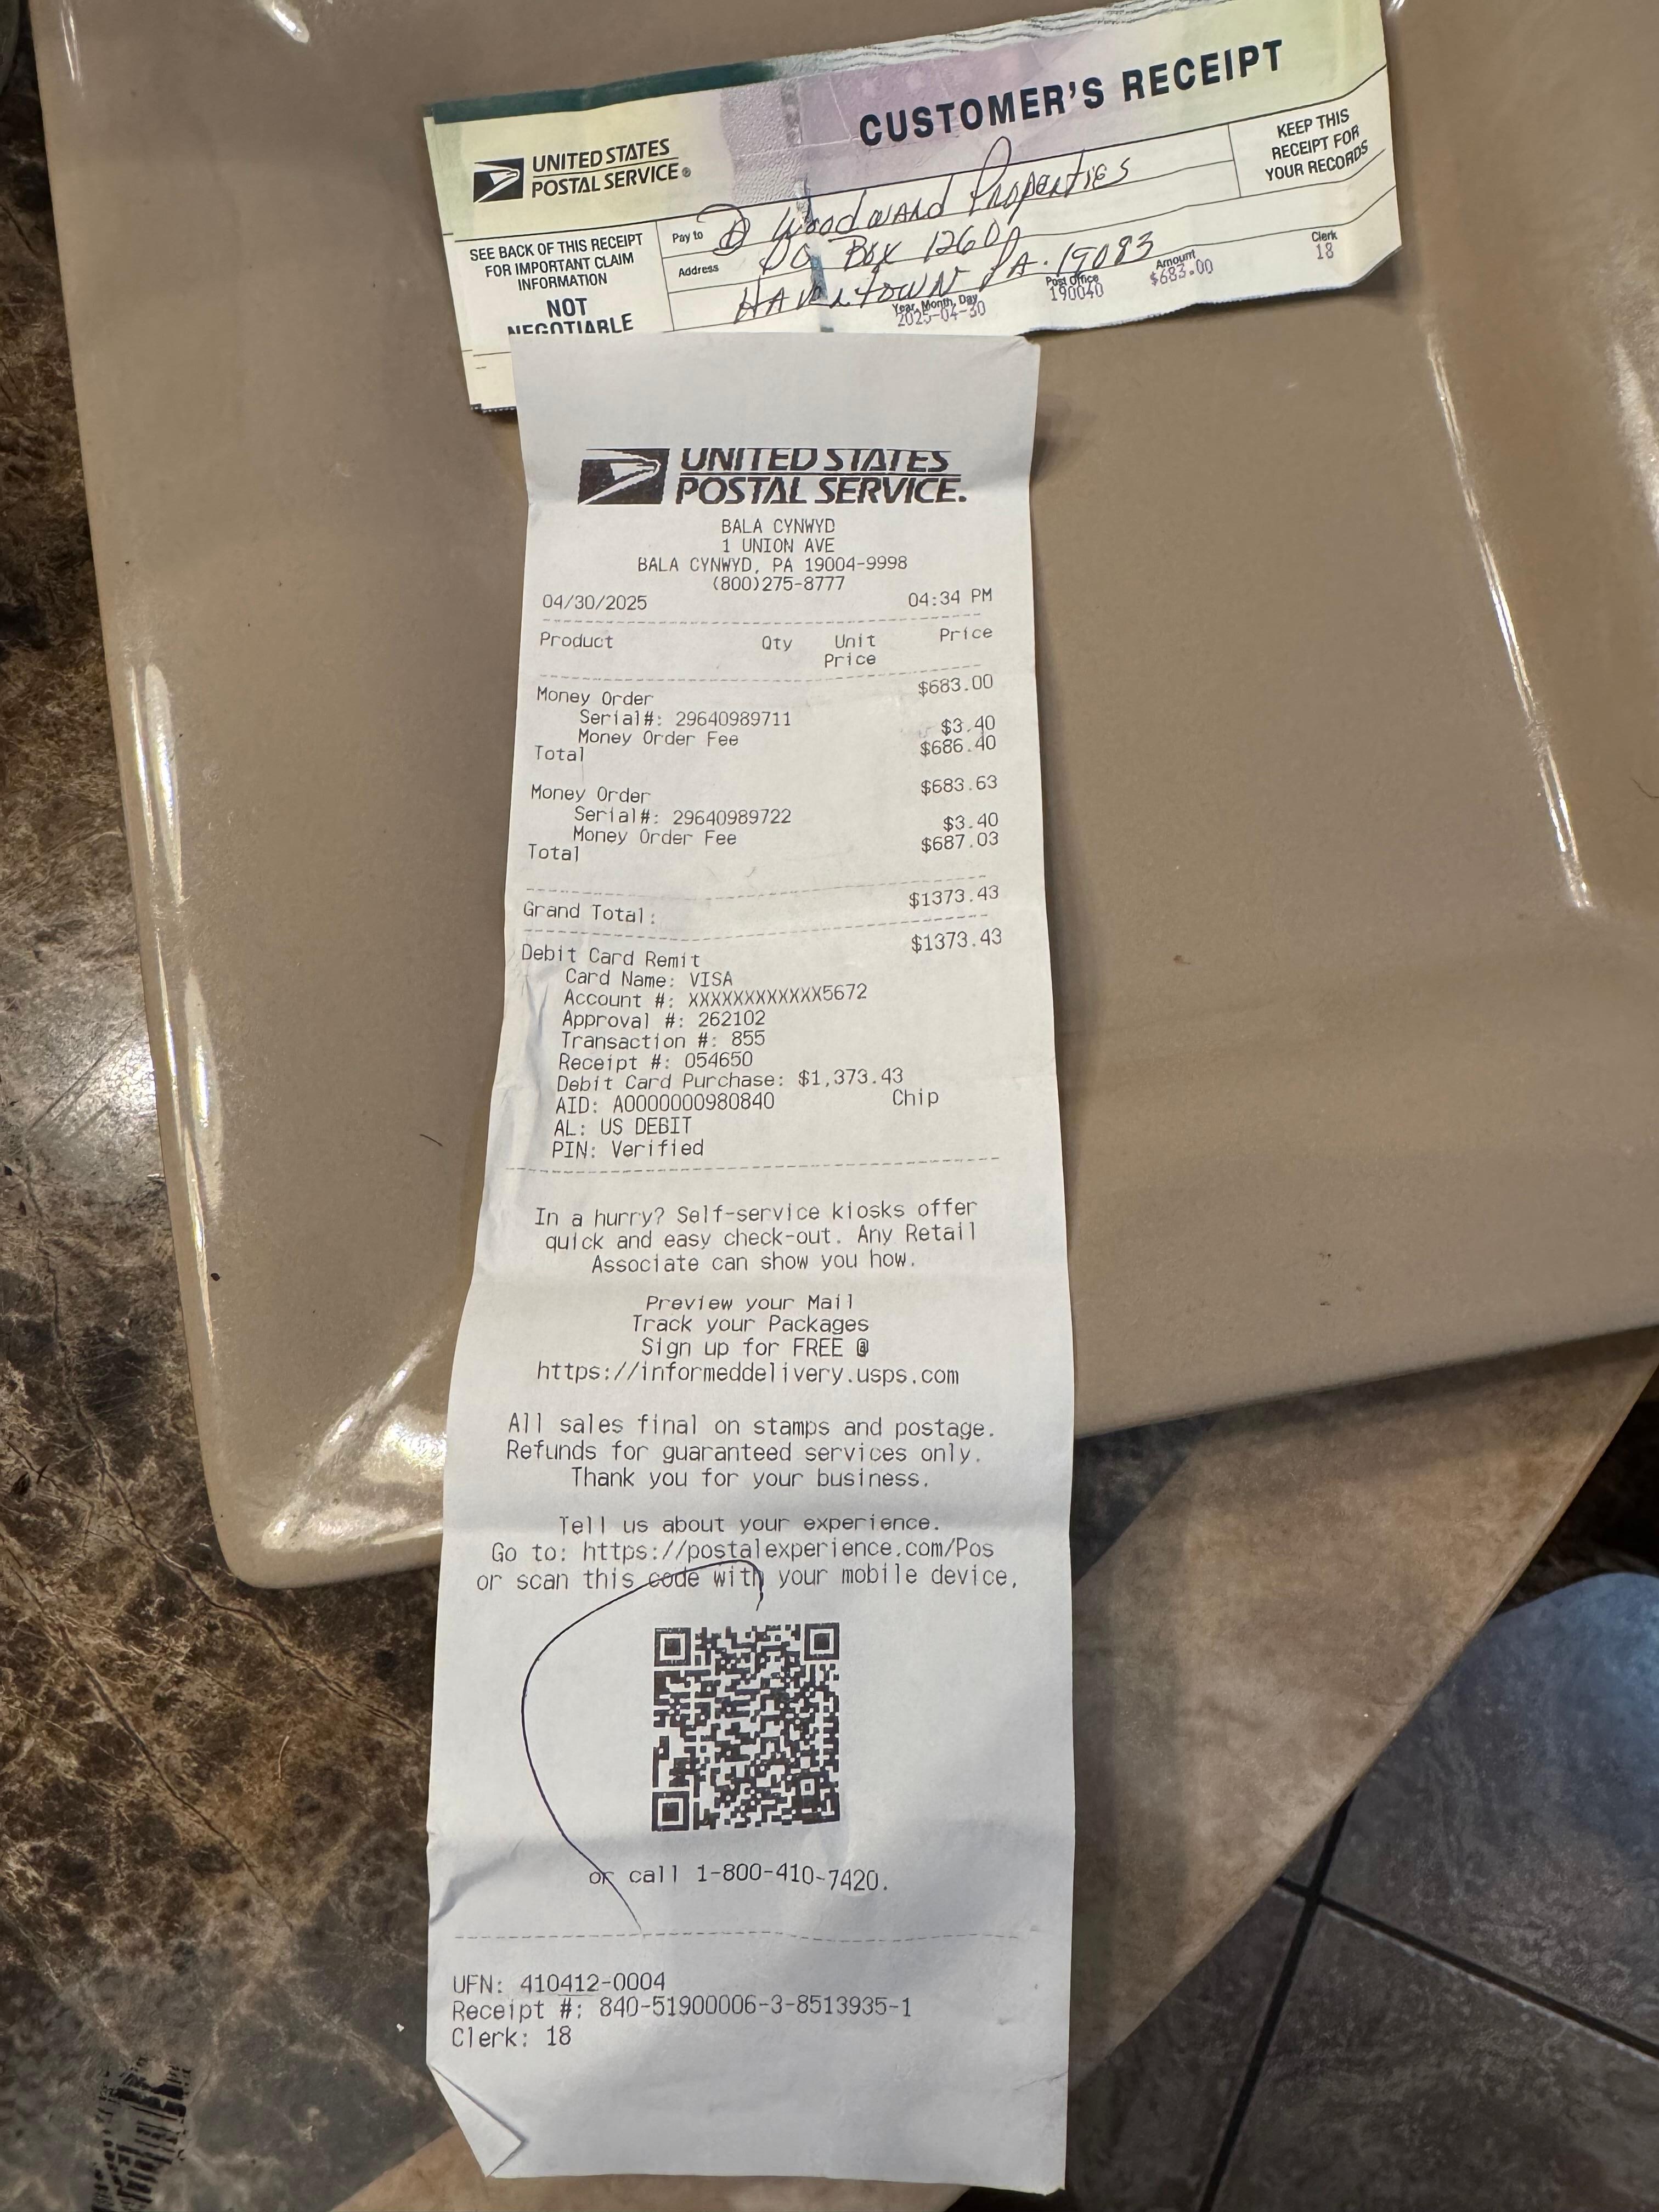 CUSTOMER'S RECEIPT
UNITED STATES
POSTAL SERVICE®
KEEP THIS
RECEIPT FOR
YOUR RECORDS
SEE BACK OF THIS RECEIPT
FOR IMPORTANT CLAIM
INFORMATION
NOT
NEGOTIABLE
Pay to D Woodward Properties
Address PO Box 1260
HAVERTOWN PA. 19083
Year, Month, Day Post Office Amount Clerk
2025-04-30 190040 $683.00 18
UNITED STATES
POSTAL SERVICE.
BALA CYNWYD
1 UNION AVE
BALA CYNWYD, PA 19004-9998
(800)275-8777
04/30/2025 04:34 PM
Product Qty Unit Price
Price
Money Order $683.00
Serial#: 29640989711
Money Order Fee $3.40
Total $686.40
Money Order $683.63
Serial#: 29640989722
Money Order Fee $3.40
Total $687.03
Grand Total: $1373.43
Debit Card Remit $1373.43
Card Name: VISA
Account #: XXXXXXXXXXXX5672
Approval #: 262102
Transaction #: 855
Receipt #: 054650
Debit Card Purchase: $1,373.43
AID: A0000000980840 Chip
AL: US DEBIT
PIN: Verified
In a hurry? Self-service kiosks offer
quick and easy check-out. Any Retail
Associate can show you how.
Preview your Mail
Track your Packages
Sign up for FREE @
https://informeddelivery.usps.com
All sales final on stamps and postage.
Refunds for guaranteed services only.
Thank you for your business.
Tell us about your experience.
Go to: https://postalexperience.com/Pos
or scan this code with your mobile device,
or call 1-800-410-7420.
UFN: 410412-0004
Receipt #: 840-51900006-3-8513935-1
Clerk: 18